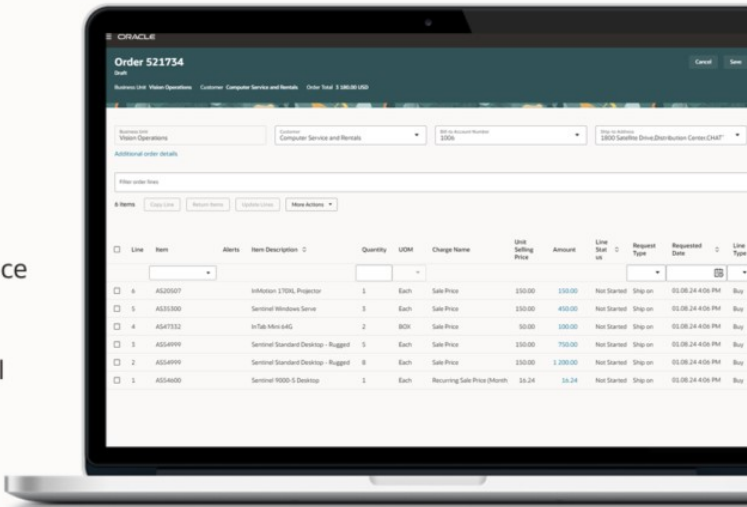 ce
l
ORACLE
Order 521734
Draft
Cancel Save
Business Unit Vision Operations Customer Computer Service and Rentals Order Total $ 180.00 USD
Business Unit
Vision Operations
Customer
Computer Service and Rentals
Bill-to Account Number
1006
Ship-to Address
1800 Satellite Drive,Distribution Center,CHAT
Additional order details
Filter order lines
6 Items Copy Line Return Items Update Lines More Actions
Line Item Alerts Item Description Quantity UOM Charge Name Unit Selling Price Amount Line Stat us Request Type Requested Date Line Type
6 AS20507 InMotion 170XL Projector 1 Each Sale Price 150.00 150.00 Not Started Ship on 01.08.24 4:06 PM Buy
5 AS35300 Sentinel Windows Serve 3 Each Sale Price 150.00 450.00 Not Started Ship on 01.08.24 4:06 PM Buy
4 AS47332 InTab Mini 64G 2 BOX Sale Price 50.00 100.00 Not Started Ship on 01.08.24 4:06 PM Buy
3 AS54999 Sentinel Standard Desktop - Rugged 5 Each Sale Price 150.00 750.00 Not Started Ship on 01.08.24 4:06 PM Buy
2 AS54999 Sentinel Standard Desktop - Rugged 8 Each Sale Price 150.00 1 200.00 Not Started Ship on 01.08.24 4:06 PM Buy
1 AS54600 Sentinel 9000-S Desktop 1 Each Recurring Sale Price (Month 16.24 16.24 Not Started Ship on 01.08.24 4:06 PM Buy